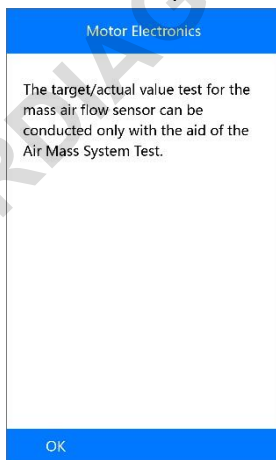 Motor Electronics
The target/actual value test for the
mass air flow sensor can be
conducted only with the aid of the
Air Mass System Test.
OK